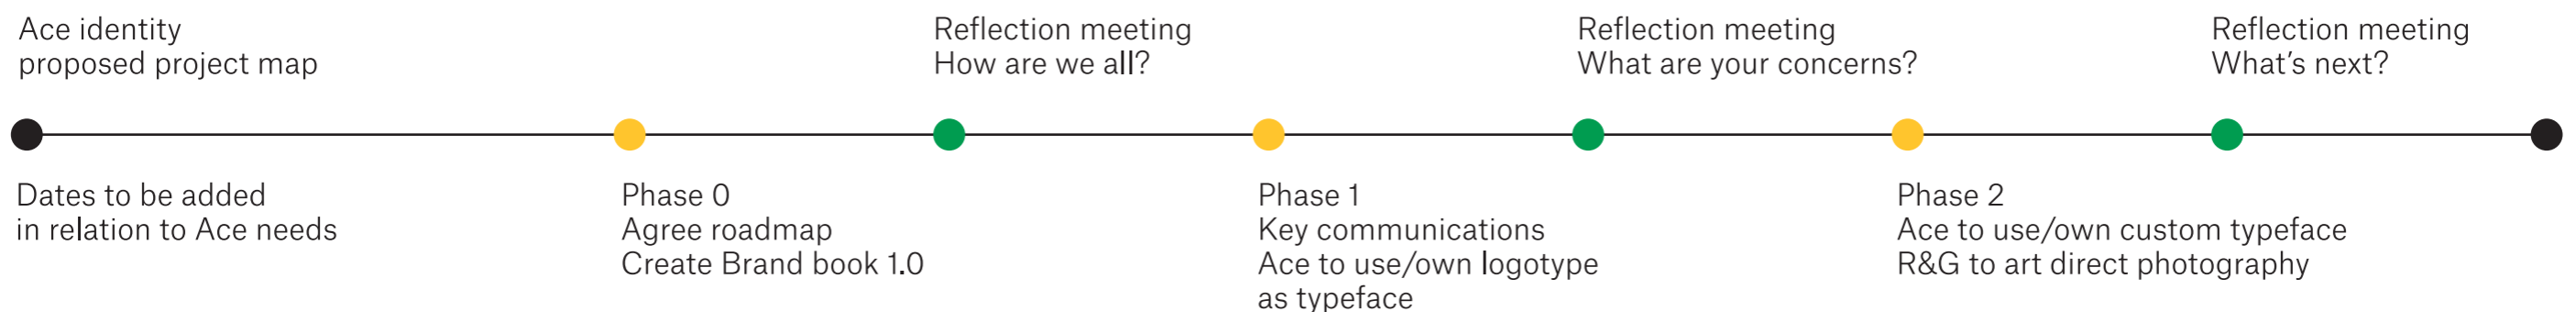 Ace identity
proposed project map
Reflection meeting
How are we all?
Reflection meeting
What are your concerns?
Reflection meeting
What’s next?
Dates to be added
in relation to Ace needs
Phase 0
Agree roadmap
Create Brand book 1.0
Phase 1
Key communications
Ace to use/own logotype
as typeface
Phase 2
Ace to use/own custom typeface
R&G to art direct photography